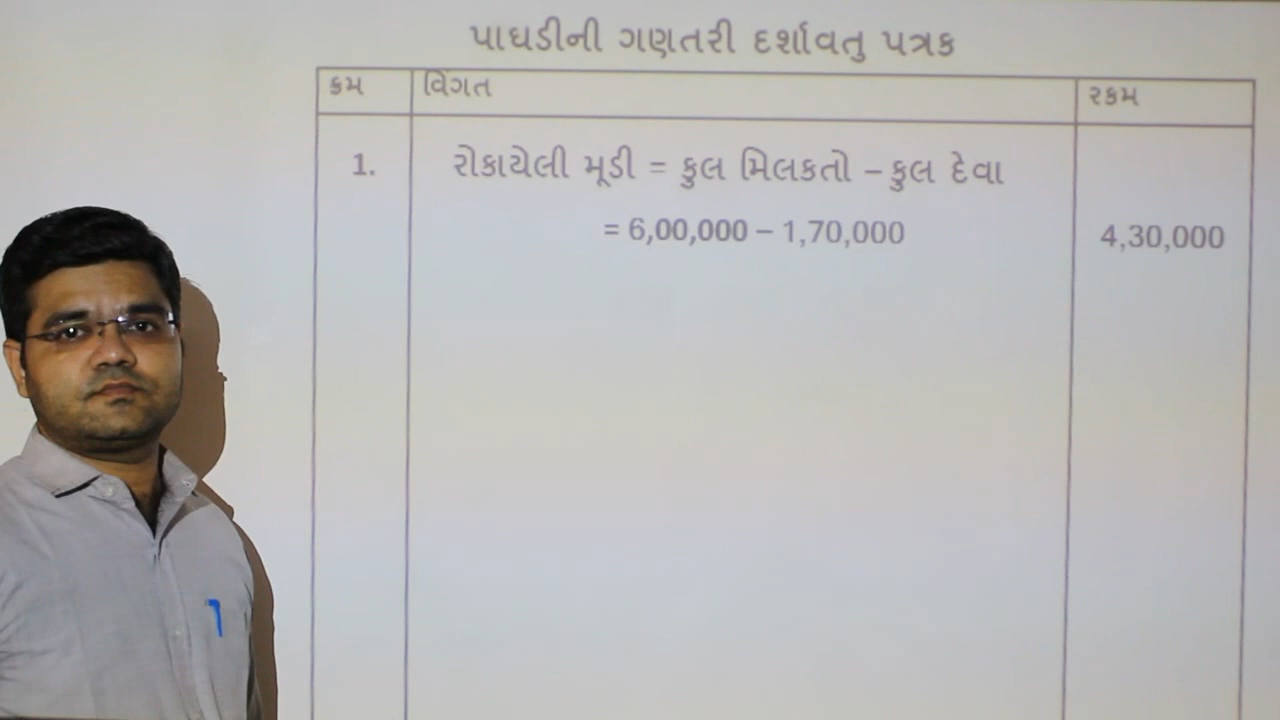 પાઘડીની ગણતરી દર્શાવતુ પત્રક
ક્રમ વિગત રકમ
1. રોકાયેલી મૂડી = કુલ મિલકતો – કુલ દેવા
= 6,00,000 – 1,70,000 4,30,000